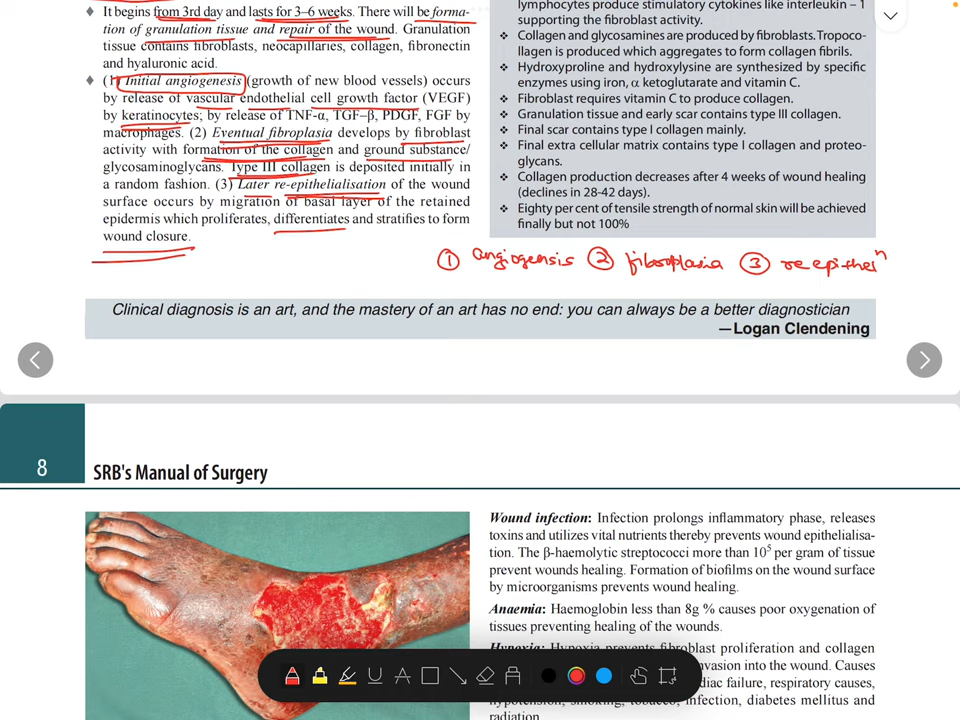 It begins from 3rd day and lasts for 3–6 weeks. There will be forma-
tion of granulation tissue and repair of the wound. Granulation
tissue contains fibroblasts, neocapillaries, collagen, fibronectin
and hyaluronic acid.
(1) Initial angiogenesis (growth of new blood vessels) occurs
by release of vascular endothelial cell growth factor (VEGF)
by keratinocytes; by release of TNF-α, TGF–β, PDGF, FGF by
macrophages. (2) Eventual fibroplasia develops by fibroblast
activity with formation of the collagen and ground substance/
glycosaminoglycans. Type III collagen is deposited initially in
a random fashion. (3) Later re-epithelialisation of the wound
surface occurs by migration of basal layer of the retained
epidermis which proliferates, differentiates and stratifies to form
wound closure.
lymphocytes produce stimulatory cytokines like interleukin – 1
supporting the fibroblast activity.
Collagen and glycosamines are produced by fibroblasts. Tropoco-
llagen is produced which aggregates to form collagen fibrils.
Hydroxyproline and hydroxylysine are synthesized by specific
enzymes using iron, α ketoglutarate and vitamin C.
Fibroblast requires vitamin C to produce collagen.
Granulation tissue and early scar contains type III collagen.
Final scar contains type I collagen mainly.
Final extra cellular matrix contains type I collagen and proteo-
glycans.
Collagen production decreases after 4 weeks of wound healing
(declines in 28-42 days).
Eighty per cent of tensile strength of normal skin will be achieved
finally but not 100%
① angiogensis ② fibroplasia ③ re epithelⁿ
Clinical diagnosis is an art, and the mastery of an art has no end: you can always be a better diagnostician
—Logan Clendening
8
SRB's Manual of Surgery
Wound infection: Infection prolongs inflammatory phase, releases
toxins and utilizes vital nutrients thereby prevents wound epithelialisa-
tion. The β-haemolytic streptococci more than 10⁵ per gram of tissue
prevent wounds healing. Formation of biofilms on the wound surface
by microorganisms prevents wound healing.
Anaemia: Haemoglobin less than 8g % causes poor oxygenation of
tissues preventing healing of the wounds.
Hypoxia: Hypoxia prevents fibroblast proliferation and collagen
invasion into the wound. Causes
cardiac failure, respiratory causes,
hypotension, smoking, tobacco, infection, diabetes mellitus and
radiation.